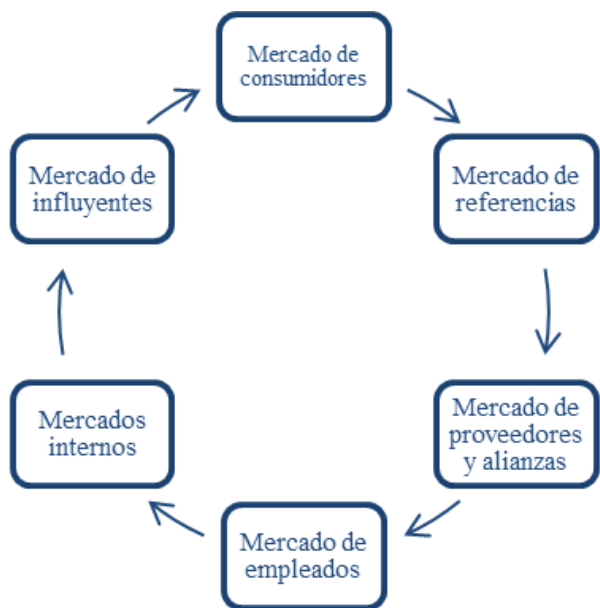 Mercado de
consumidores
Mercado de
referencias
Mercado de
proveedores
y alianzas
Mercado de
empleados
Mercados
internos
Mercado de
influyentes